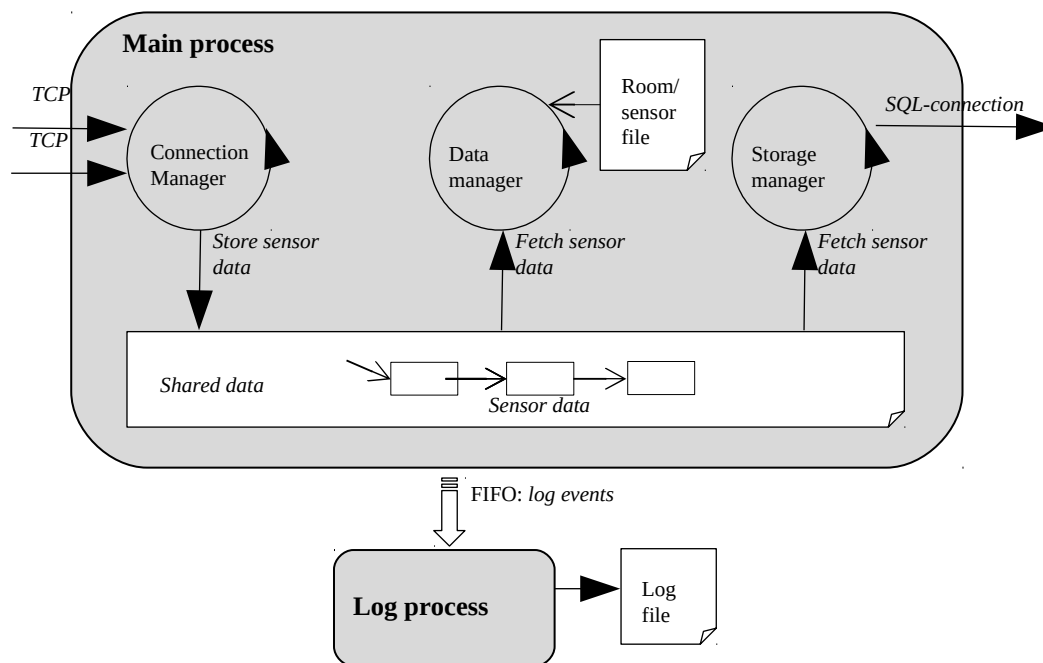 Main process
TCP
TCP
Connection
Manager
Data
manager
Room/
sensor
file
Storage
manager
SQL-connection
Store sensor
data
Fetch sensor
data
Fetch sensor
data
Shared data
Sensor data
FIFO: log events
Log process
Log
file